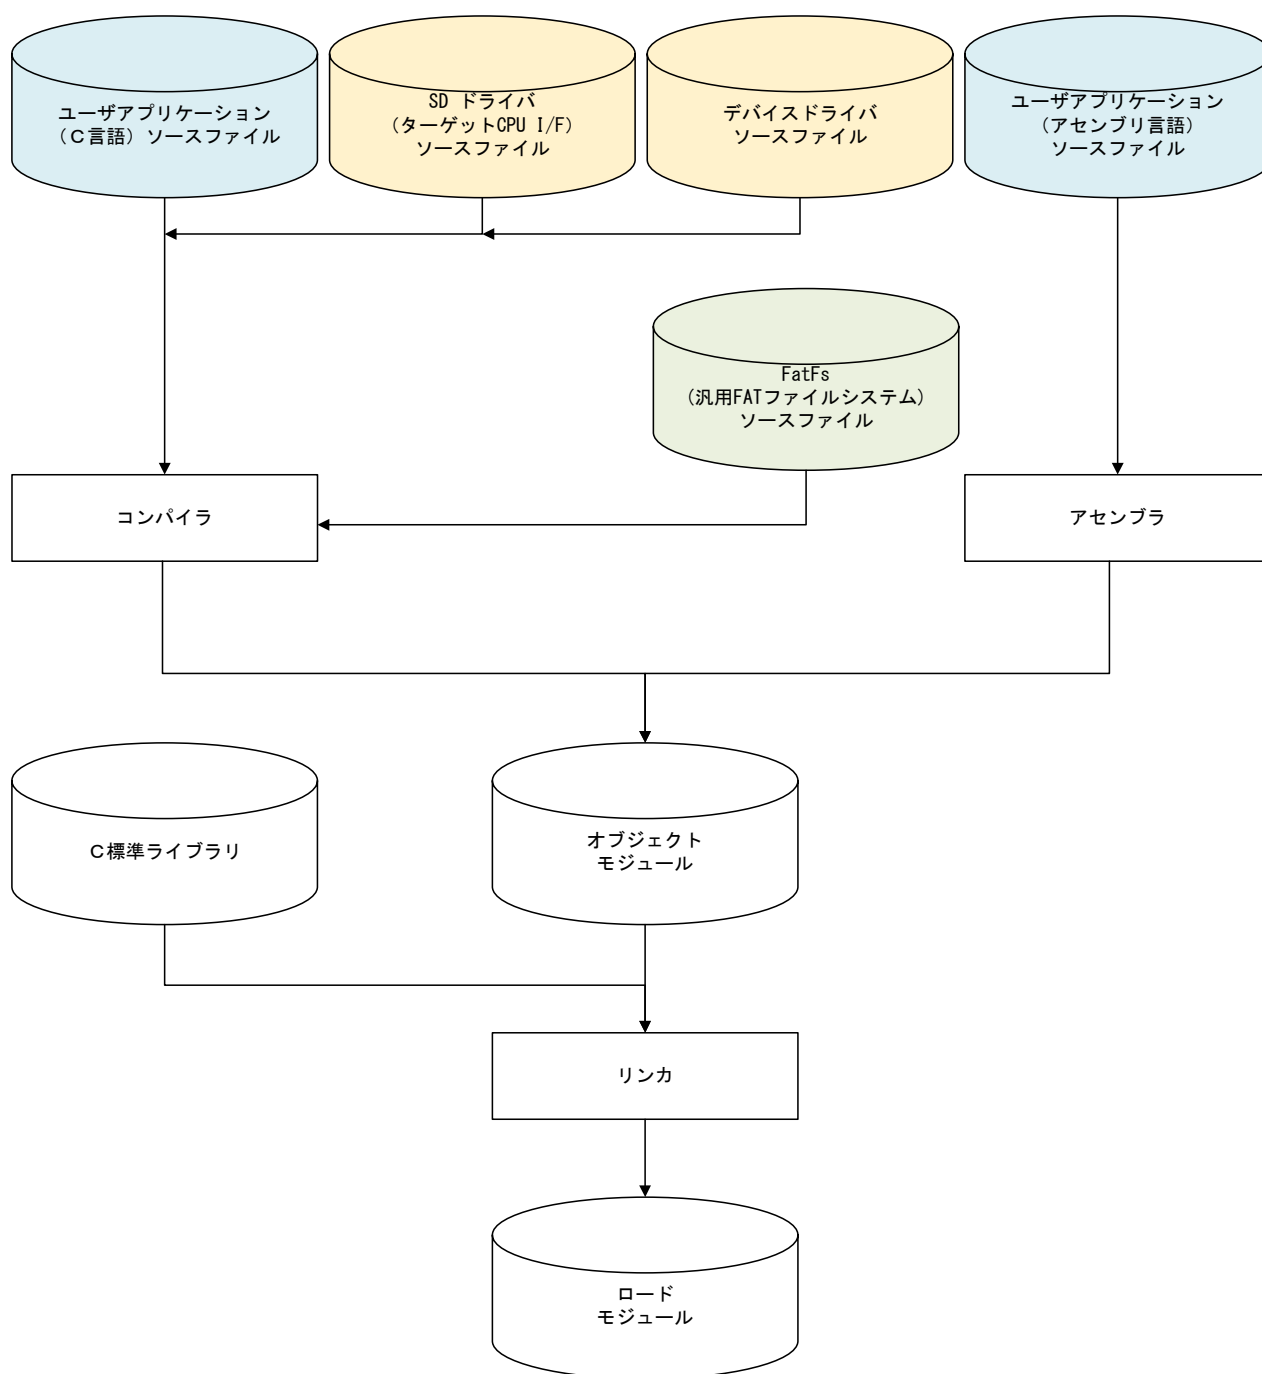 ユーザアプリケーション
（Ｃ言語）ソースファイル
SD ドライバ
（ターゲットCPU I/F）
ソースファイル
デバイスドライバ
ソースファイル
ユーザアプリケーション
（アセンブリ言語）
ソースファイル
FatFs
（汎用FATファイルシステム）
ソースファイル
コンパイラ
アセンブラ
Ｃ標準ライブラリ
オブジェクト
モジュール
リンカ
ロード
モジュール